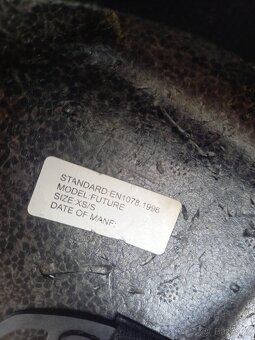 STANDARD:EN1078:1996
MODEL:FUTURE
SIZE:XS/S
DATE OF MANF: